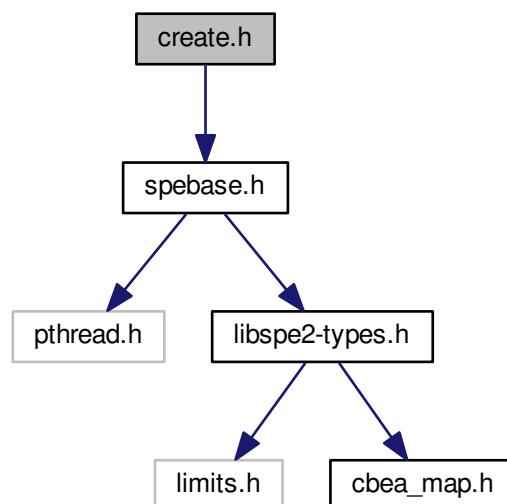 create.h
spebase.h
pthread.h
libspe2-types.h
limits.h
cbea_map.h